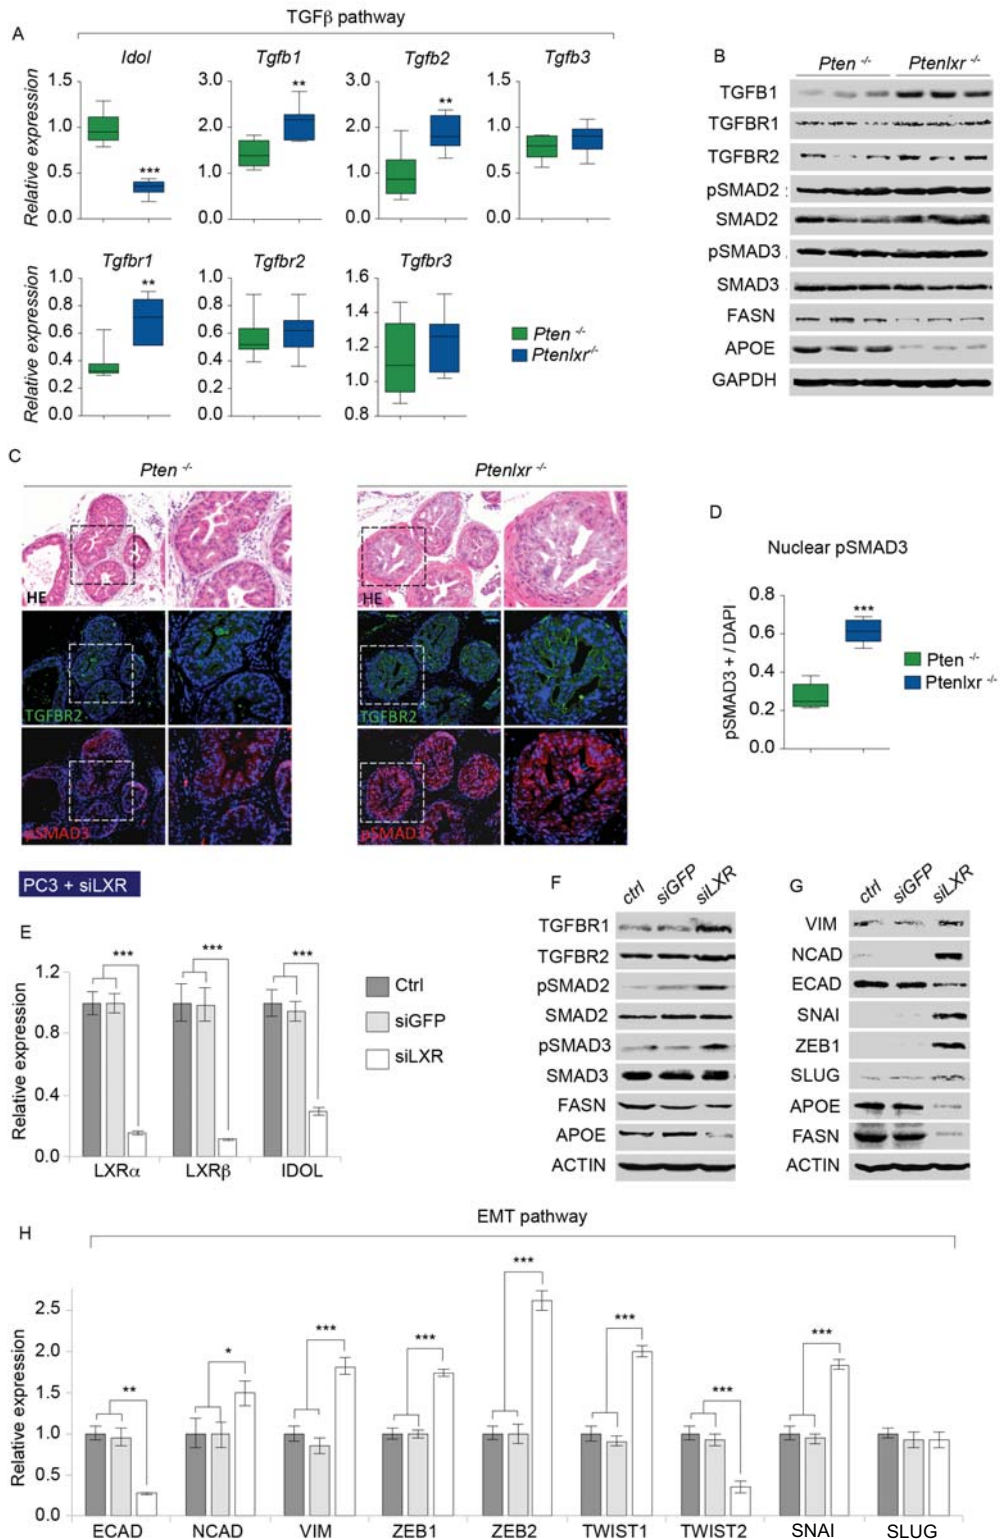 A
TGFβ pathway
Idol
Tgfb1
Tgfb2
Tgfb3
Relative expression
1.5
1.0
0.5
0.0
***
3.0
2.0
1.0
0.0
**
3.0
2.0
1.0
0.0
**
1.5
1.0
0.5
0.0
Tgfbr1
Tgfbr2
Tgfbr3
Relative expression
1.0
0.8
0.6
0.4
0.2
0.0
**
1.0
0.8
0.6
0.4
0.2
0.0
1.6
1.4
1.2
1.0
0.8
Pten -/-
Ptenlxr-/-
B
Pten -/-
Ptenlxr -/-
TGFB1
TGFBR1
TGFBR2
pSMAD2
SMAD2
pSMAD3
SMAD3
FASN
APOE
GAPDH
C
Pten -/-
Ptenlxr -/-
HE
HE
TGFBR2
TGFBR2
pSMAD3
pSMAD3
D
Nuclear pSMAD3
pSMAD3 + / DAPI
0.8
0.6
0.4
0.2
0.0
***
Pten -/-
Ptenlxr -/-
PC3 + siLXR
E
Relative expression
1.2
0.8
0.4
0.0
***
***
***
LXRα
LXRβ
IDOL
Ctrl
siGFP
siLXR
F
ctrl
siGFP
siLXR
TGFBR1
TGFBR2
pSMAD2
SMAD2
pSMAD3
SMAD3
FASN
APOE
ACTIN
G
ctrl
siGFP
siLXR
VIM
NCAD
ECAD
SNAI
ZEB1
SLUG
APOE
FASN
ACTIN
H
EMT pathway
Relative expression
2.5
2.0
1.5
1.0
0.5
0.0
**
*
***
***
***
***
***
***
ECAD
NCAD
VIM
ZEB1
ZEB2
TWIST1
TWIST2
SNAI
SLUG